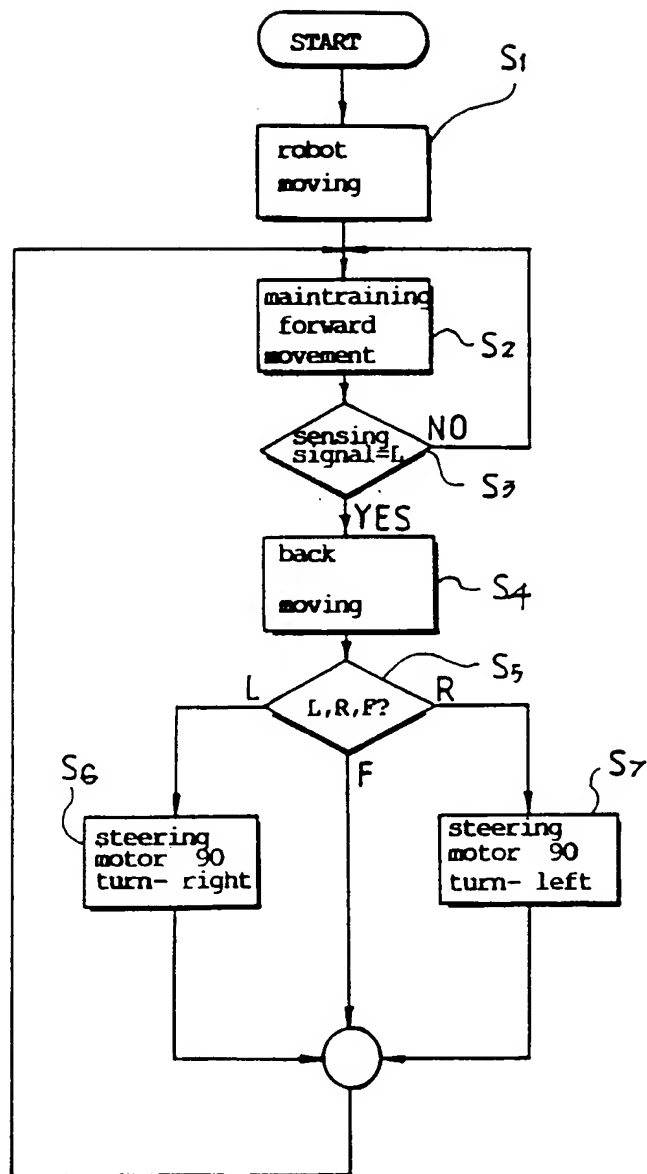 START
S1
robot
moving
maintraining
forward
movement
S2
sensing
signal=L
NO
S3
YES
back
moving
S4
S5
L
L,R,F?
R
F
S6
steering
motor 90
turn- right
S7
steering
motor 90
turn- left